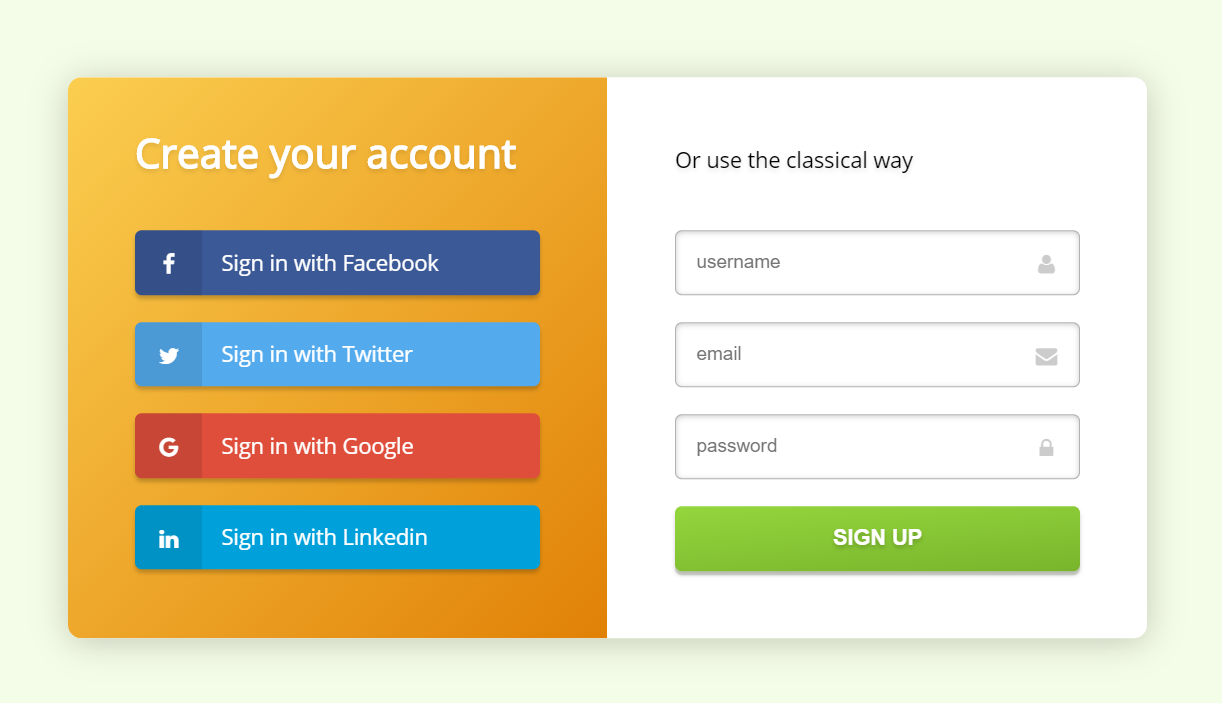 Create your account
Sign in with Facebook
Sign in with Twitter
Sign in with Google
Sign in with Linkedin
Or use the classical way
username
email
password
SIGN UP